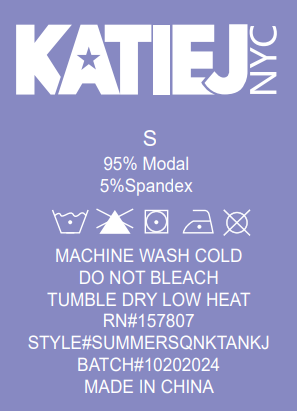 KATIEJ NYC
S
95% Modal
5%Spandex
MACHINE WASH COLD
DO NOT BLEACH
TUMBLE DRY LOW HEAT
RN#157807
STYLE#SUMMERSQNKTANKJ
BATCH#10202024
MADE IN CHINA